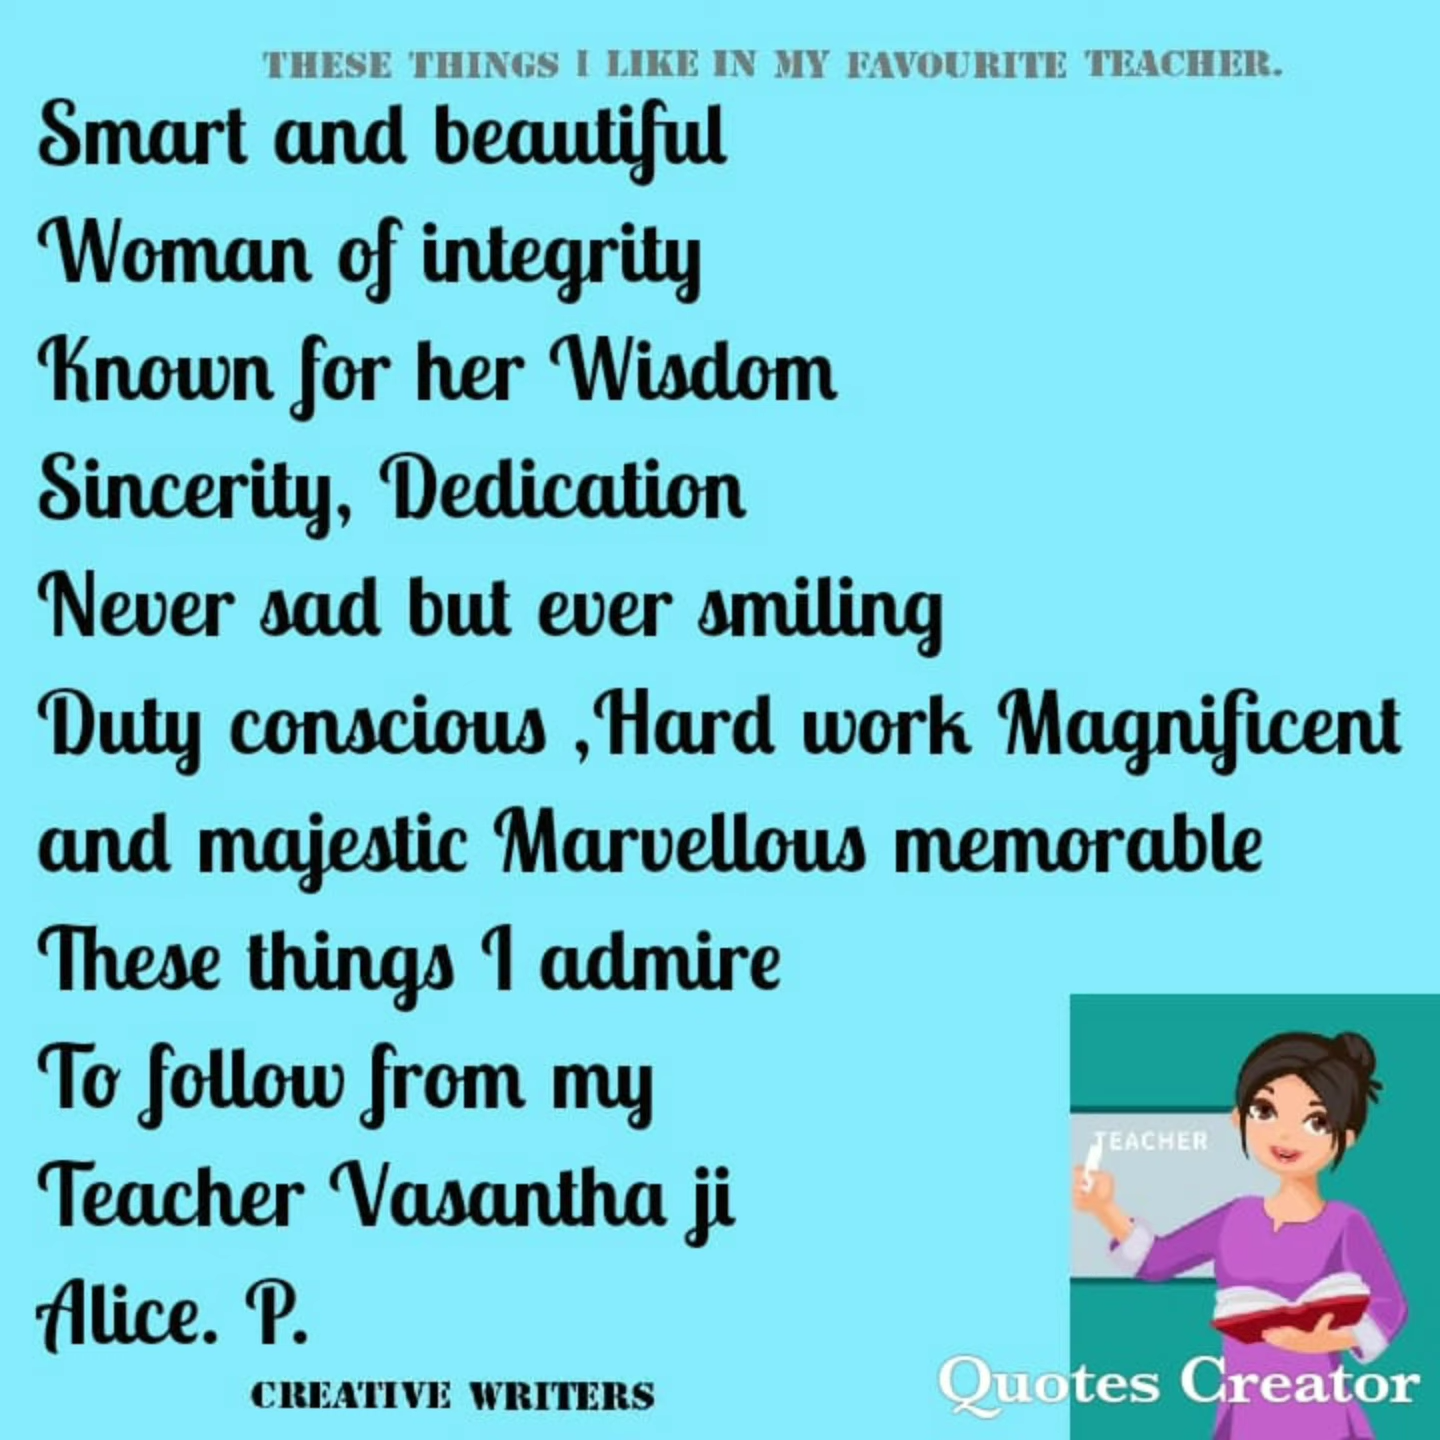 THESE THINGS I LIKE IN MY FAVOURITE TEACHER.
Smart and beautiful
Woman of integrity
Known for her Wisdom
Sincerity, Dedication
Never sad but ever smiling
Duty conscious ,Hard work Magnificent
and majestic Marvellous memorable
These things I admire
To follow from my
Teacher Vasantha ji
Alice. P.
TEACHER
CREATIVE WRITERS
Quotes Creator